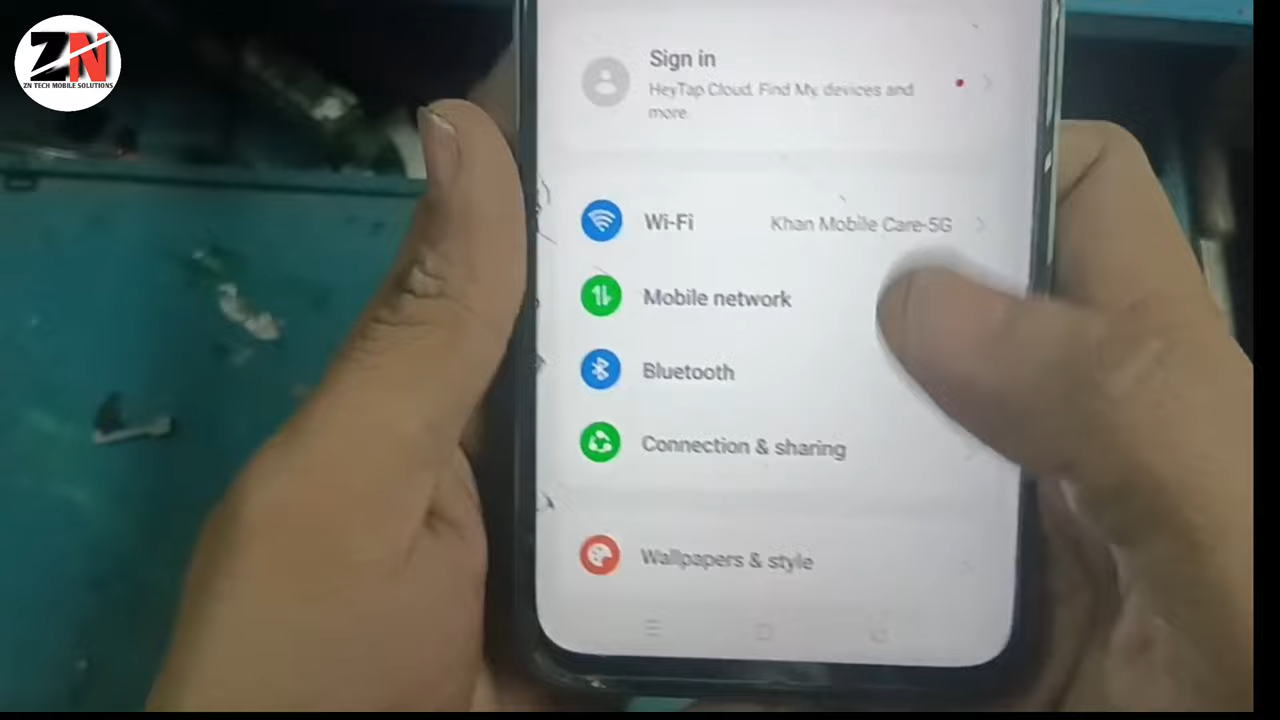 ZN
ZN TECH MOBILE SOLUTIONS
Sign in
HeyTap Cloud, Find My, devices and
more
Wi-Fi
Khan Mobile Care-5G
Mobile network
Bluetooth
Connection & sharing
Wallpapers & style